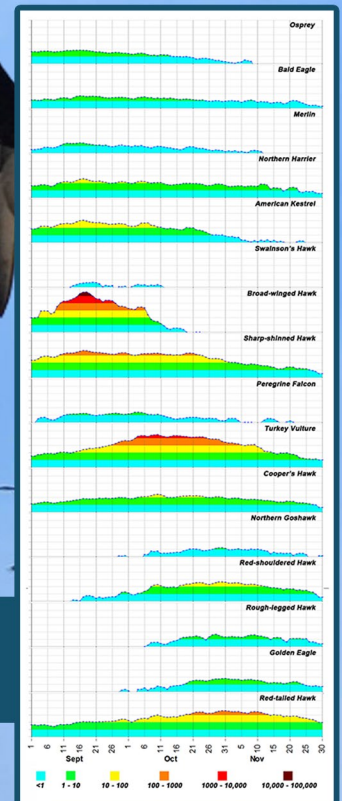 Osprey
Bald Eagle
Merlin
Northern Harrier
American Kestrel
Swainson's Hawk
Broad-winged Hawk
Sharp-shinned Hawk
Peregrine Falcon
Turkey Vulture
Cooper's Hawk
Northern Goshawk
Red-shouldered Hawk
Rough-legged Hawk
Golden Eagle
Red-tailed Hawk
1 6 11 16 21 26 1 6 11 16 21 26 31 5 10 15 20 25 30
Sept Oct Nov
<1 1 - 10 10 - 100 100 - 1000 1000 - 10,000 10,000 - 100,000